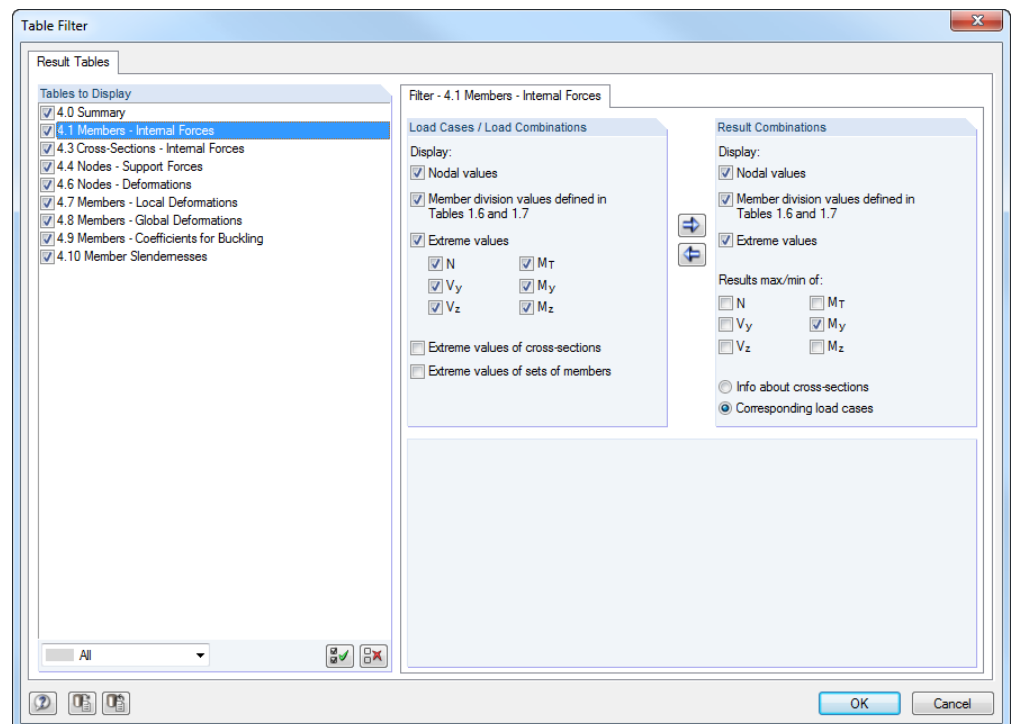 Table Filter
Result Tables
Tables to Display
4.0 Summary
4.1 Members - Internal Forces
4.3 Cross-Sections - Internal Forces
4.4 Nodes - Support Forces
4.6 Nodes - Deformations
4.7 Members - Local Deformations
4.8 Members - Global Deformations
4.9 Members - Coefficients for Buckling
4.10 Member Slendernesses
All
Filter - 4.1 Members - Internal Forces
Load Cases / Load Combinations
Display:
Nodal values
Member division values defined in
Tables 1.6 and 1.7
Extreme values
N MT
Vy My
Vz Mz
Extreme values of cross-sections
Extreme values of sets of members
Result Combinations
Display:
Nodal values
Member division values defined in
Tables 1.6 and 1.7
Extreme values
Results max/min of:
N MT
Vy My
Vz Mz
Info about cross-sections
Corresponding load cases
OK Cancel